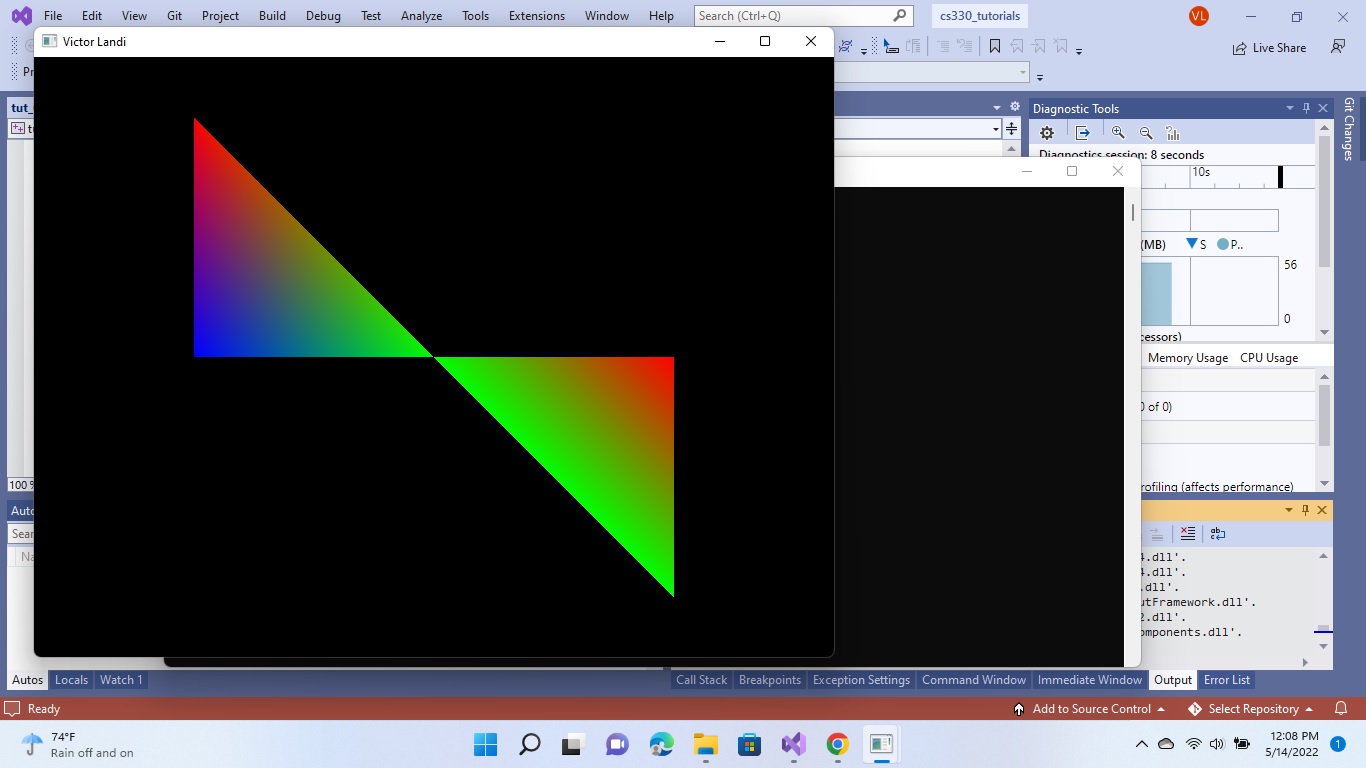 File Edit View Git Project Build Debug Test Analyze Tools Extensions Window Help Search (Ctrl+Q) cs330_tutorials VL
Victor Landi
Live Share
Pr
tut_
Diagnostic Tools
Git Changes
Diagnostics session: 8 seconds
10s
(MB) S P..
56
0
cessors)
Memory Usage CPU Usage
0 of 0)
100 %
rofiling (affects performance)
Auto
Sear
Na
4.dll'.
4.dll'.
.dll'.
utFramework.dll'.
2.dll'.
omponents.dll'.
Autos Locals Watch 1
Call Stack Breakpoints Exception Settings Command Window Immediate Window Output Error List
Ready
Add to Source Control Select Repository
74°F
Rain off and on
12:08 PM
5/14/2022
1